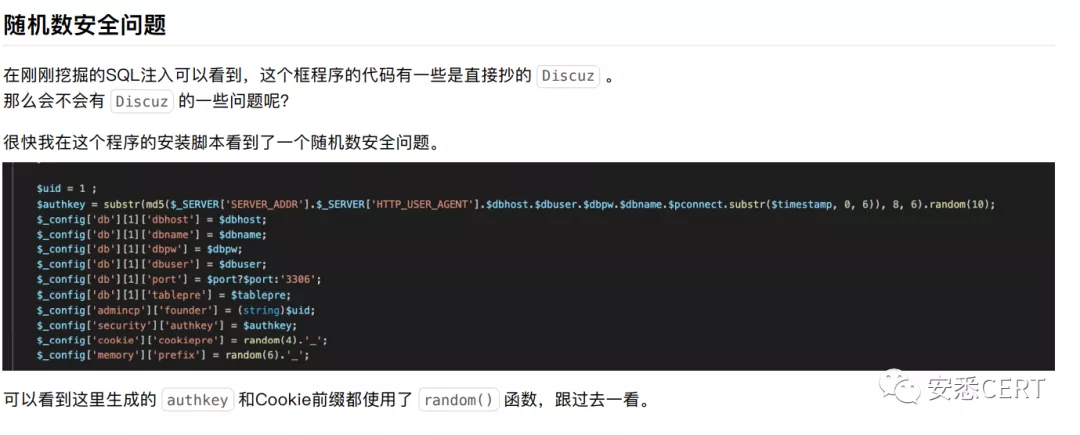 随机数安全问题
在刚刚挖掘的SQL注入可以看到，这个框程序的代码有一些是直接抄的 Discuz 。
那么会不会有 Discuz 的一些问题呢？
很快我在这个程序的安装脚本看到了一个随机数安全问题。
$uid = 1 ;
$authkey = substr(md5($_SERVER['SERVER_ADDR'].$_SERVER['HTTP_USER_AGENT'].$dbhost.$dbuser.$dbpw.$dbname.$pconnect.substr($timestamp, 0, 6)), 8, 6).random(10);
$_config['db'][1]['dbhost'] = $dbhost;
$_config['db'][1]['dbname'] = $dbname;
$_config['db'][1]['dbpw'] = $dbpw;
$_config['db'][1]['dbuser'] = $dbuser;
$_config['db'][1]['port'] = $port?$port:'3306';
$_config['db'][1]['tablepre'] = $tablepre;
$_config['admincp']['founder'] = (string)$uid;
$_config['security']['authkey'] = $authkey;
$_config['cookie']['cookiepre'] = random(4).'_';
$_config['memory']['prefix'] = random(6).'_';
可以看到这里生成的 authkey 和Cookie前缀都使用了 random() 函数，跟过去一看。
安悉CERT